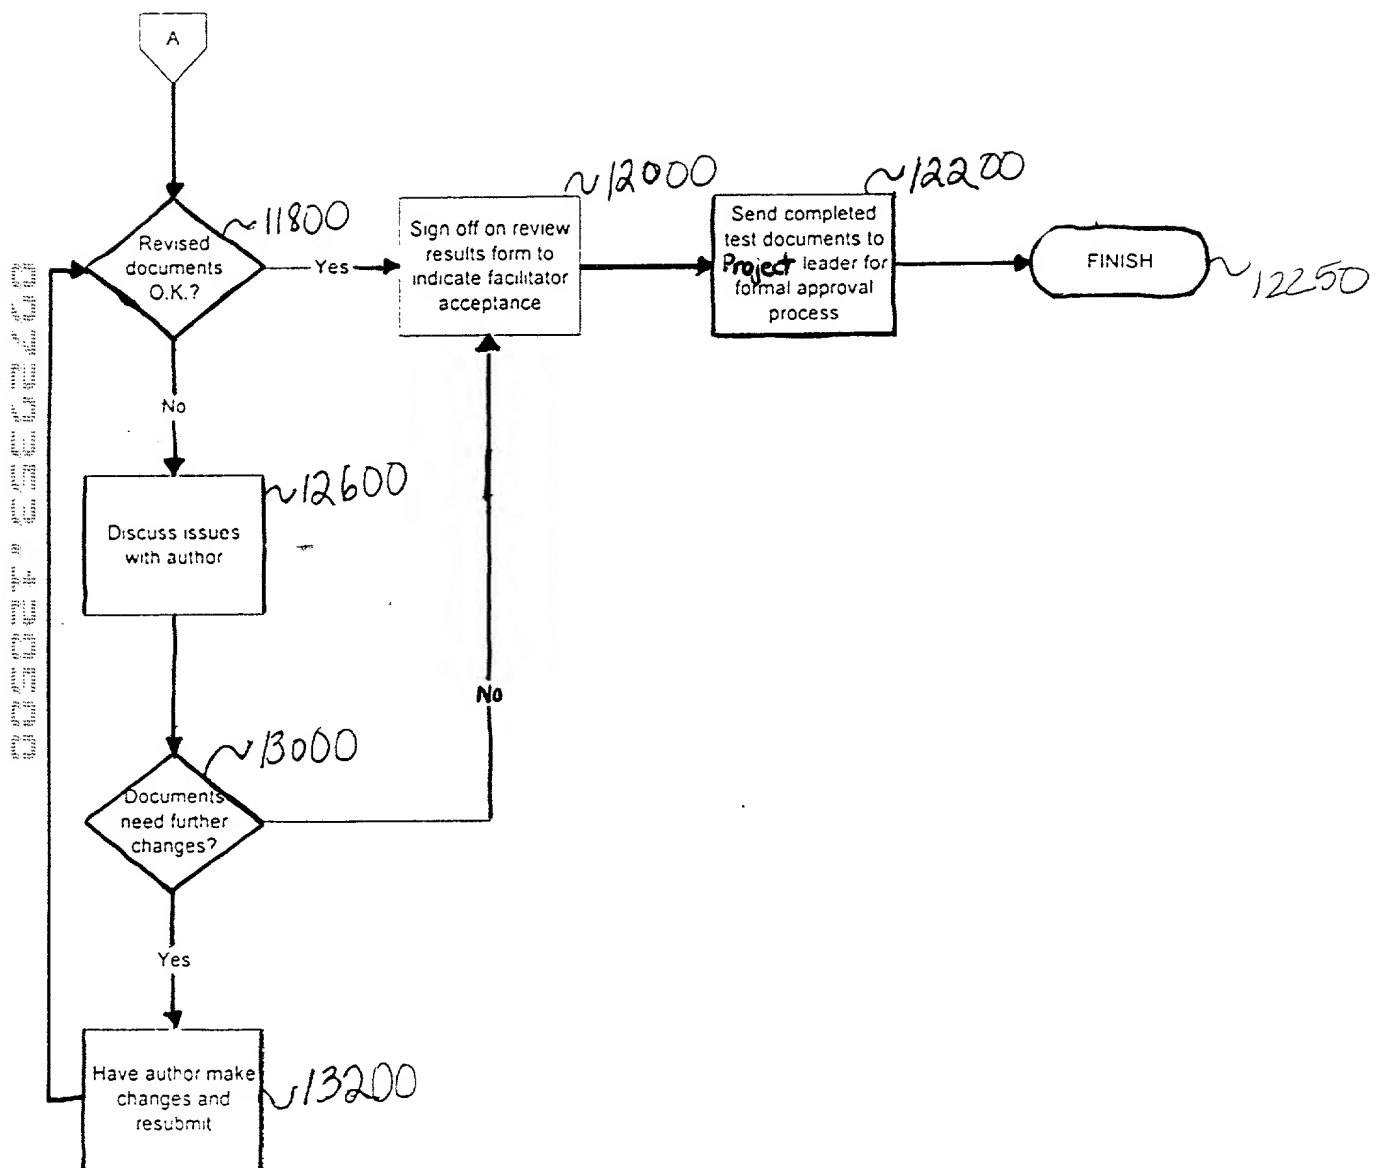 A
11800
Revised
documents
O.K.?
Yes
12000
Sign off on review
results form to
indicate facilitator
acceptance
12200
Send completed
test documents to
Project leader for
formal approval
process
FINISH
12250
No
12600
Discuss issues
with author
No
13000
Documents
need further
changes?
Yes
Have author make
changes and
resubmit
13200